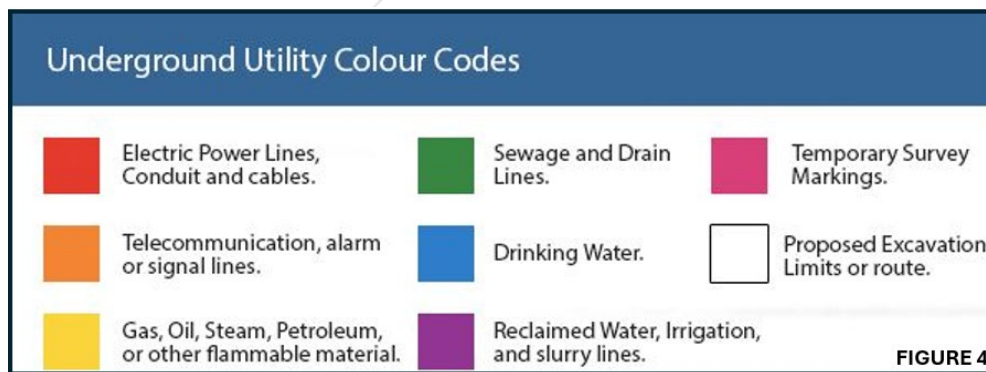 Underground Utility Colour Codes
Electric Power Lines,
Conduit and cables.
Sewage and Drain
Lines.
Temporary Survey
Markings.
Telecommunication, alarm
or signal lines.
Drinking Water.
Proposed Excavation
Limits or route.
Gas, Oil, Steam, Petroleum,
or other flammable material.
Reclaimed Water, Irrigation,
and slurry lines.
FIGURE 4